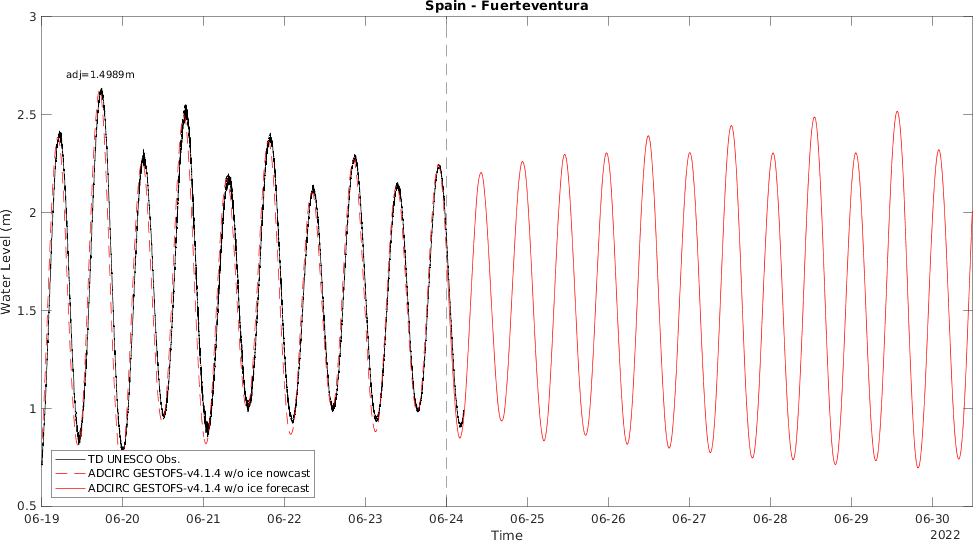 Spain - Fuerteventura
adj=1.4989m
3
2.5
2
1.5
1
0.5
Water Level (m)
TD UNESCO Obs.
ADCIRC GESTOFS-v4.1.4 w/o ice nowcast
ADCIRC GESTOFS-v4.1.4 w/o ice forecast
06-19 06-20 06-21 06-22 06-23 06-24 06-25 06-26 06-27 06-28 06-29 06-30
2022
Time